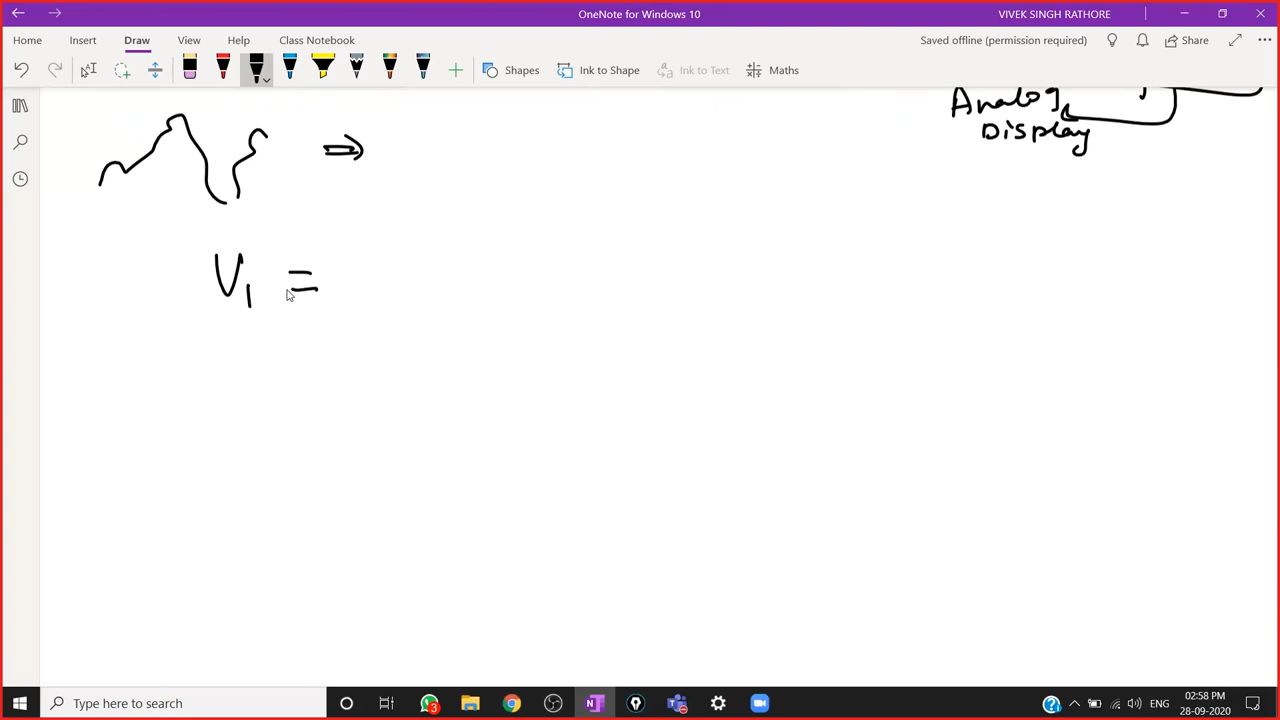 OneNote for Windows 10
VIVEK SINGH RATHORE
Home Insert Draw View Help Class Notebook
Saved offline (permission required) Share
Shapes Ink to Shape Ink to Text Maths
Analog
Display
⇒
V₁ =
3
Type here to search
ENG
02:58 PM
28-09-2020